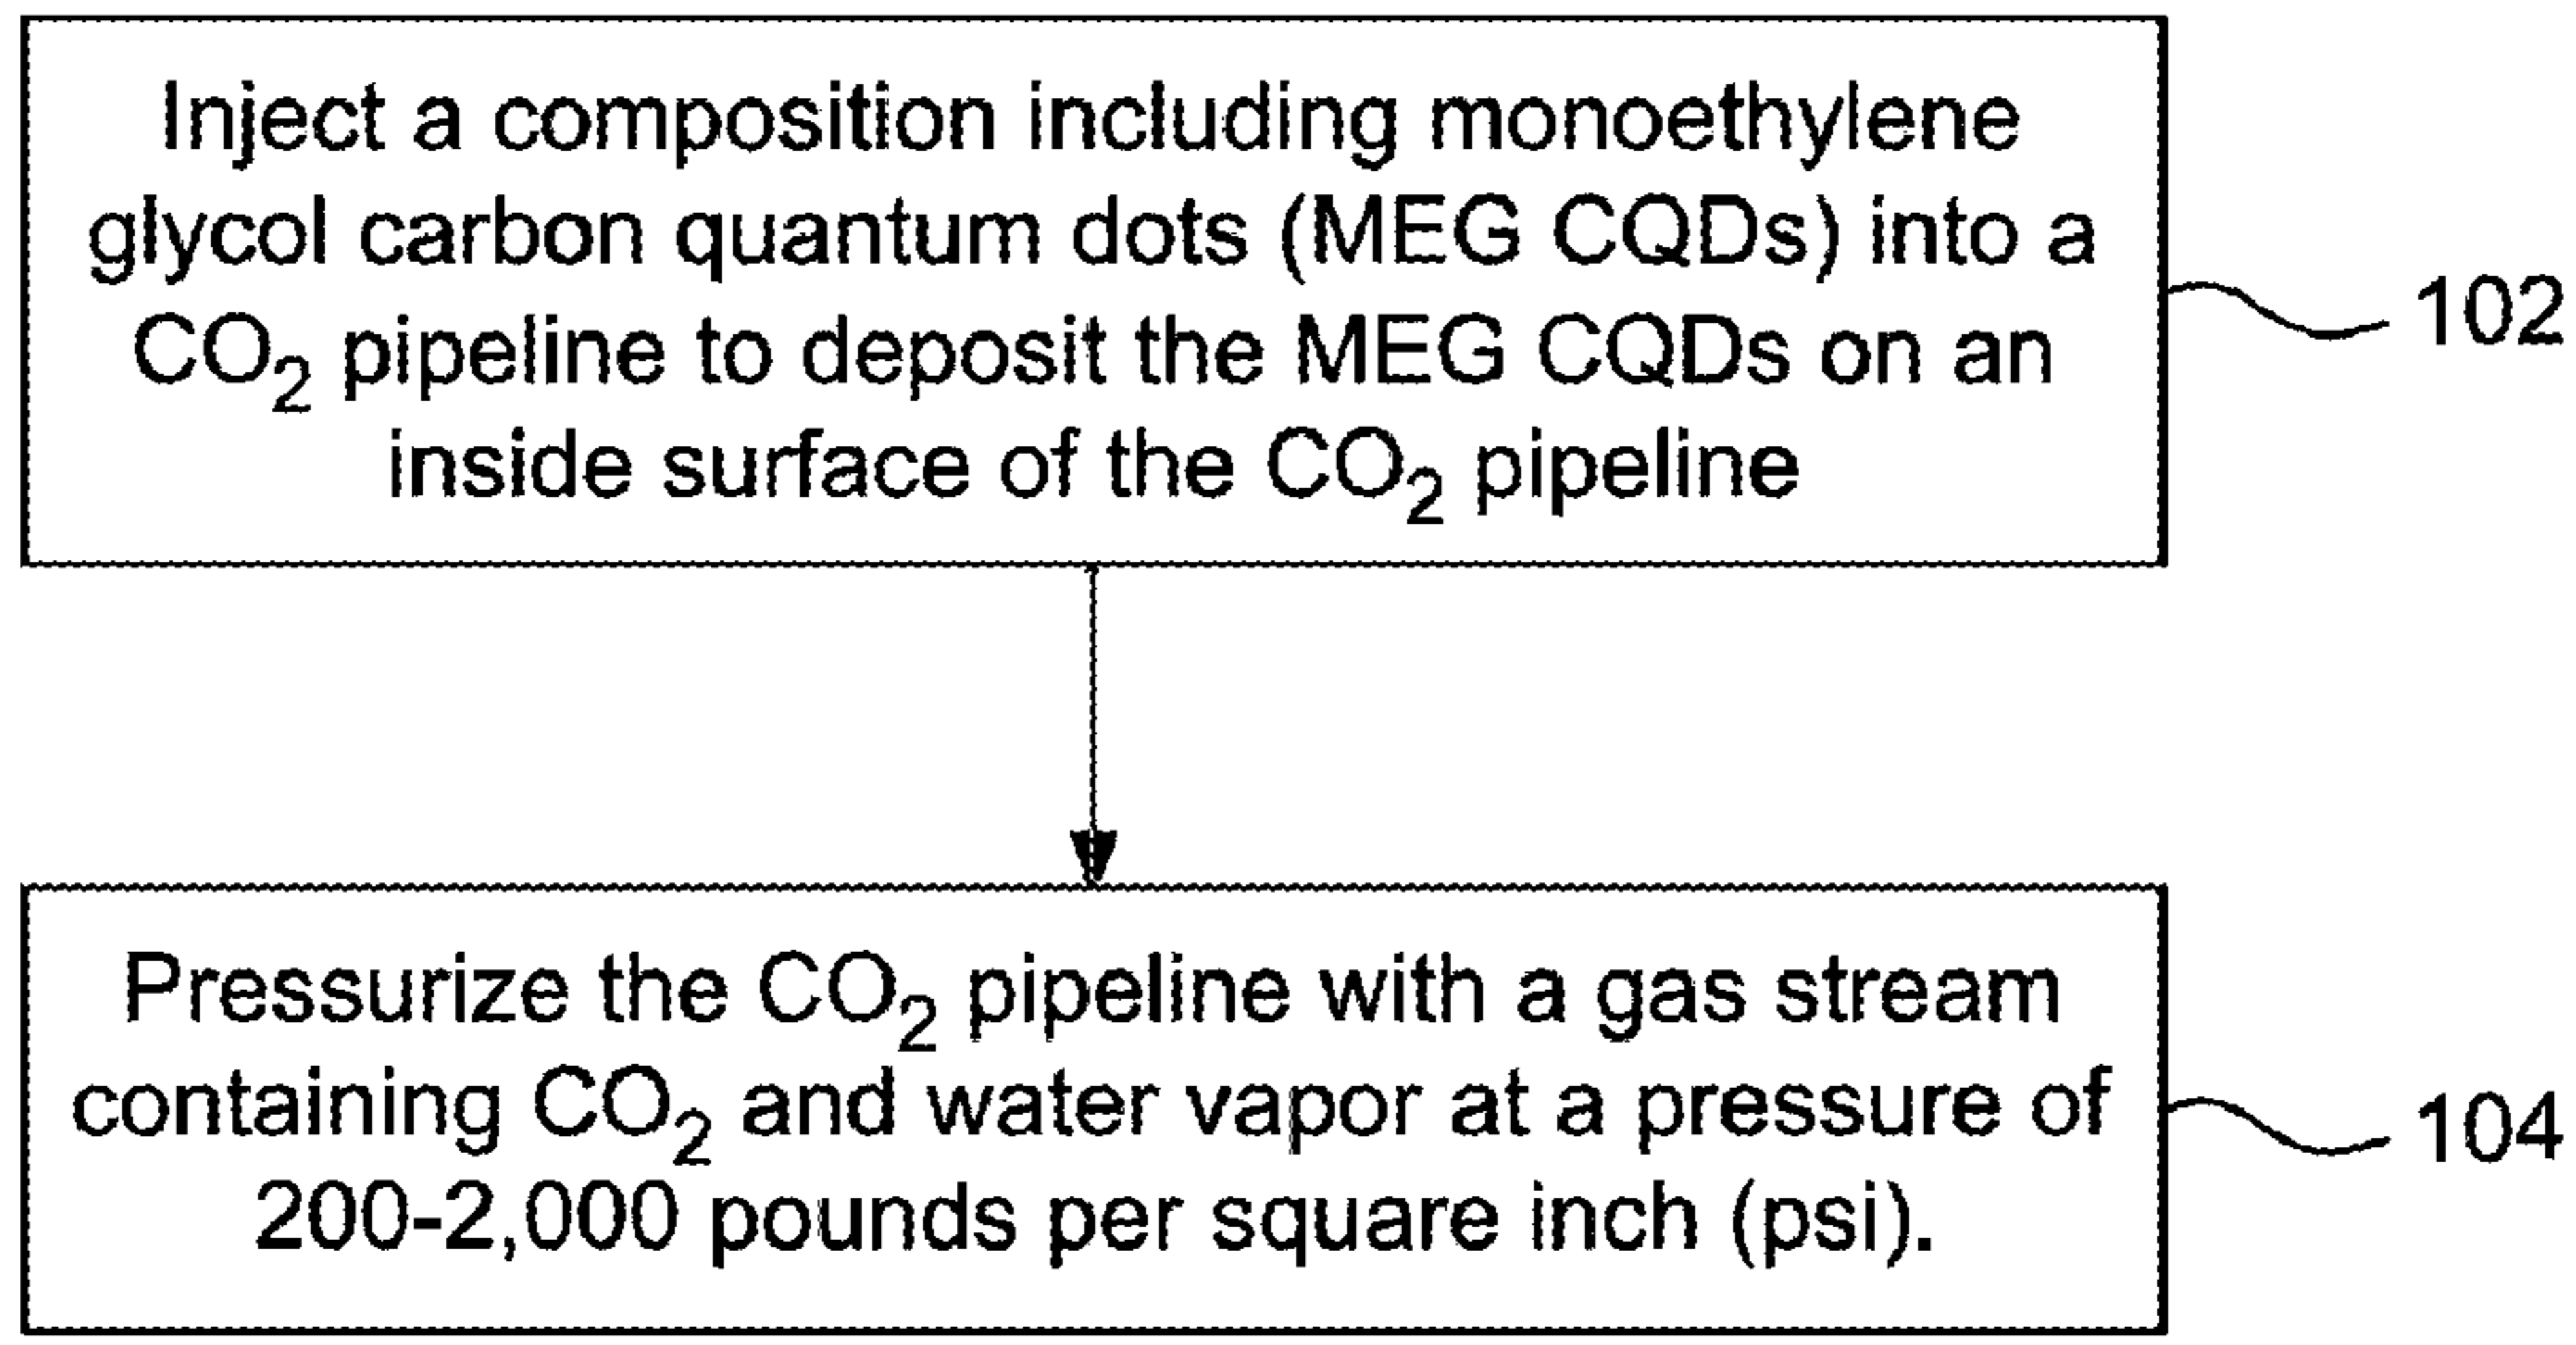 Inject a composition including monoethylene
glycol carbon quantum dots (MEG CQDs) into a
CO₂ pipeline to deposit the MEG CQDs on an
inside surface of the CO₂ pipeline
102
Pressurize the CO₂ pipeline with a gas stream
containing CO₂ and water vapor at a pressure of
200-2,000 pounds per square inch (psi).
104